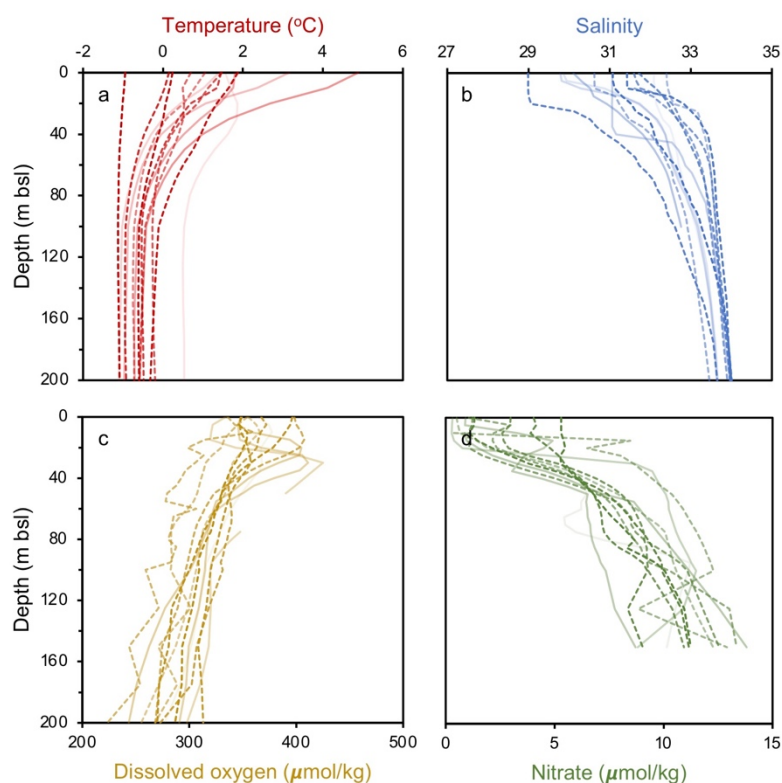 Temperature (°C)
Salinity
-2 0 2 4 6
27 29 31 33 35
a
b
0
40
80
120
160
200
Depth (m bsl)
c
d
0
40
80
120
160
200
Depth (m bsl)
200 300 400 500
0 5 10 15
Dissolved oxygen (μmol/kg)
Nitrate (μmol/kg)